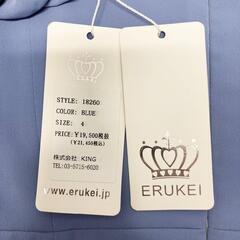 STYLE: 18260
COLOR: BLUE
SIZE: 4
PRICE: ¥19,500税抜
(¥21,450税込)
株式会社 KING
TEL: 03-5715-6020
www.erukei.jp
ERUKEI